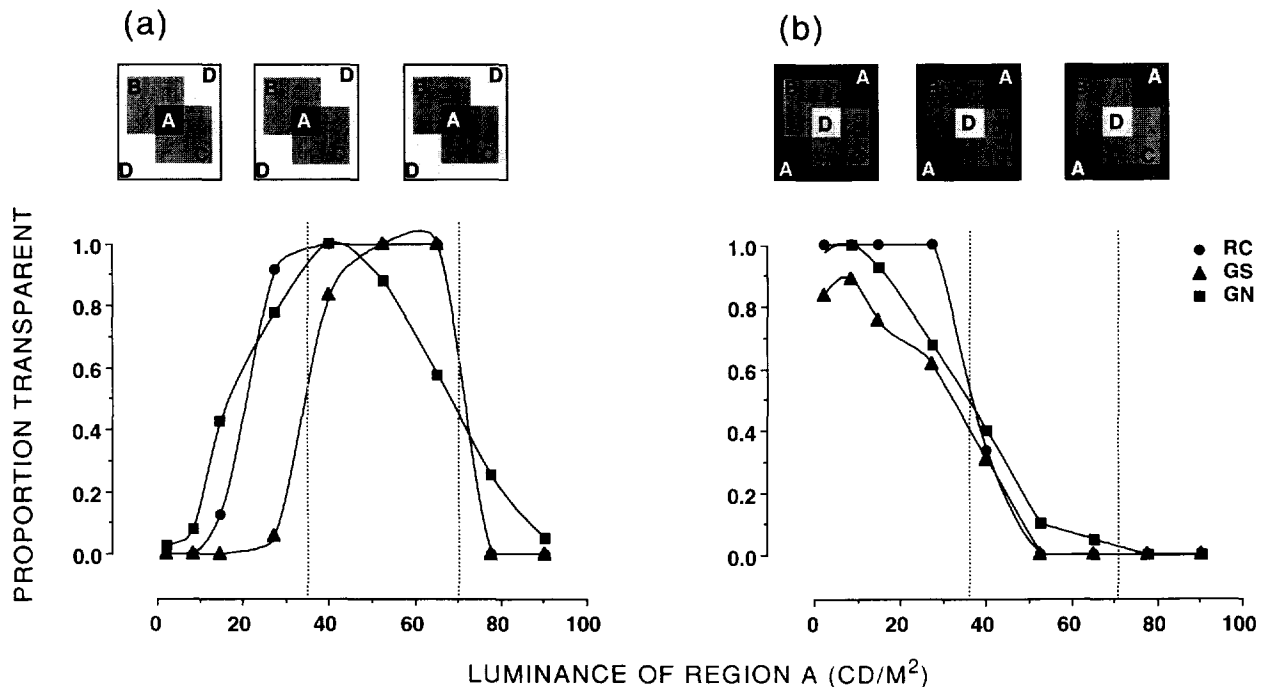 (a)
(b)
D
D
D
B
A
A
A
C
D
D
D
A
A
A
D
D
D
C
A
A
A
PROPORTION TRANSPARENT
1.0
0.8
0.6
0.4
0.2
0.0
0 20 40 60 80 100
1.0
0.8
0.6
0.4
0.2
0.0
0 20 40 60 80 100
RC
GS
GN
LUMINANCE OF REGION A (CD/M²)